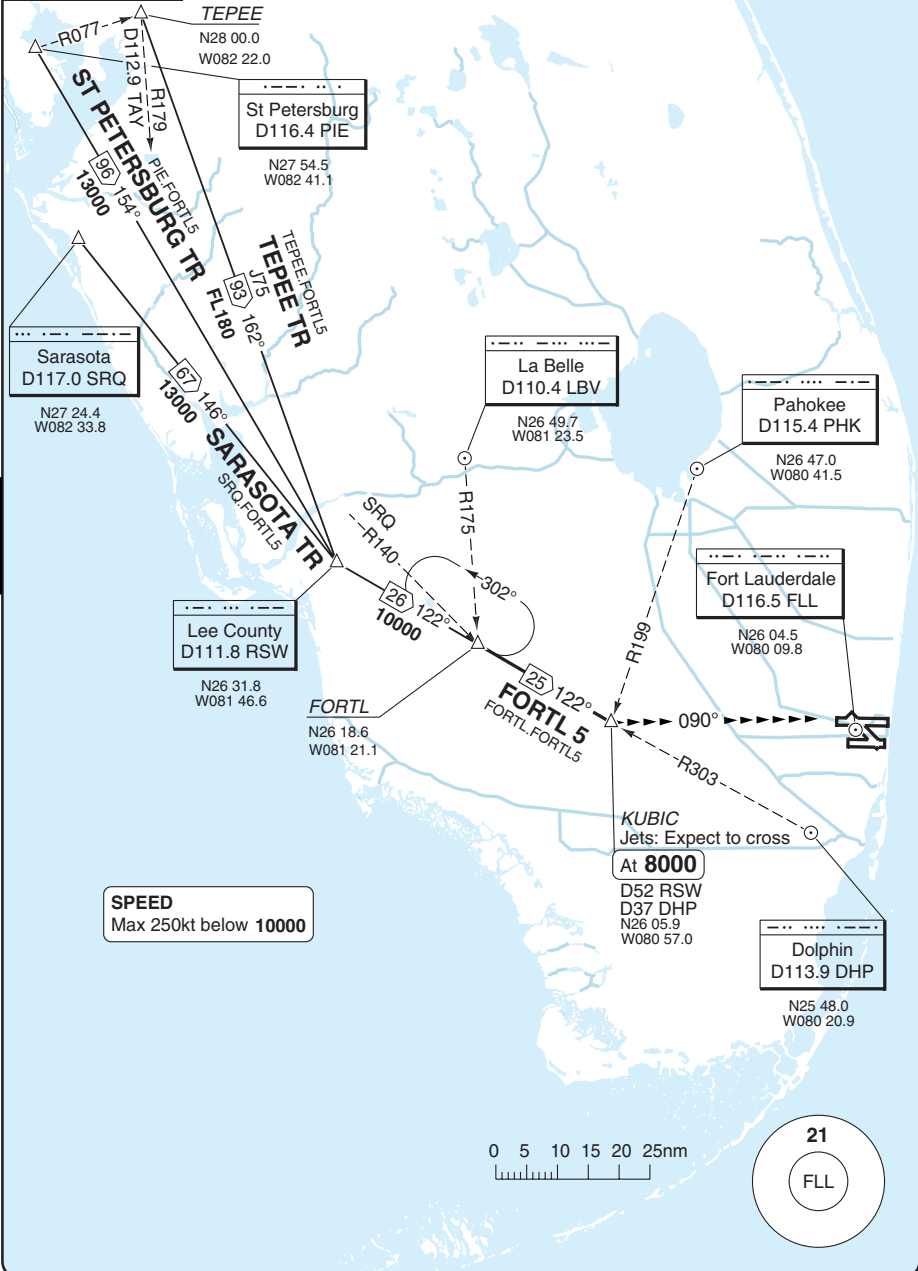 TEPEE
N28 00.0
W082 22.0
R077
D112.9 TAY
R179
St Petersburg
D116.4 PIE
N27 54.5
W082 41.1
ST PETERSBURG TR
PIE.FORTL5
96
154°
13000
TEPEE.FORTL5
TEPEE TR
J75
93
162°
FL180
Sarasota
D117.0 SRQ
N27 24.4
W082 33.8
67
146°
13000
SARASOTA TR
SRQ.FORTL5
La Belle
D110.4 LBV
N26 49.7
W081 23.5
R175
Pahokee
D115.4 PHK
N26 47.0
W080 41.5
R199
SRQ
R140
302°
26
122°
10000
Lee County
D111.8 RSW
N26 31.8
W081 46.6
Fort Lauderdale
D116.5 FLL
N26 04.5
W080 09.8
FORTL
N26 18.6
W081 21.1
25
122°
FORTL 5
FORTL.FORTL5
090°
R303
KUBIC
Jets: Expect to cross
At 8000
D52 RSW
D37 DHP
N26 05.9
W080 57.0
SPEED
Max 250kt below 10000
Dolphin
D113.9 DHP
N25 48.0
W080 20.9
0 5 10 15 20 25nm
21
FLL